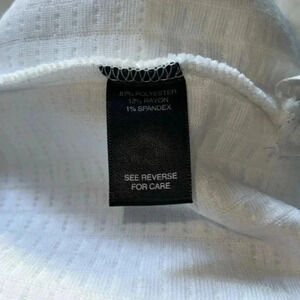 87% POLYESTER
12% RAYON
1% SPANDEX
SEE REVERSE
FOR CARE